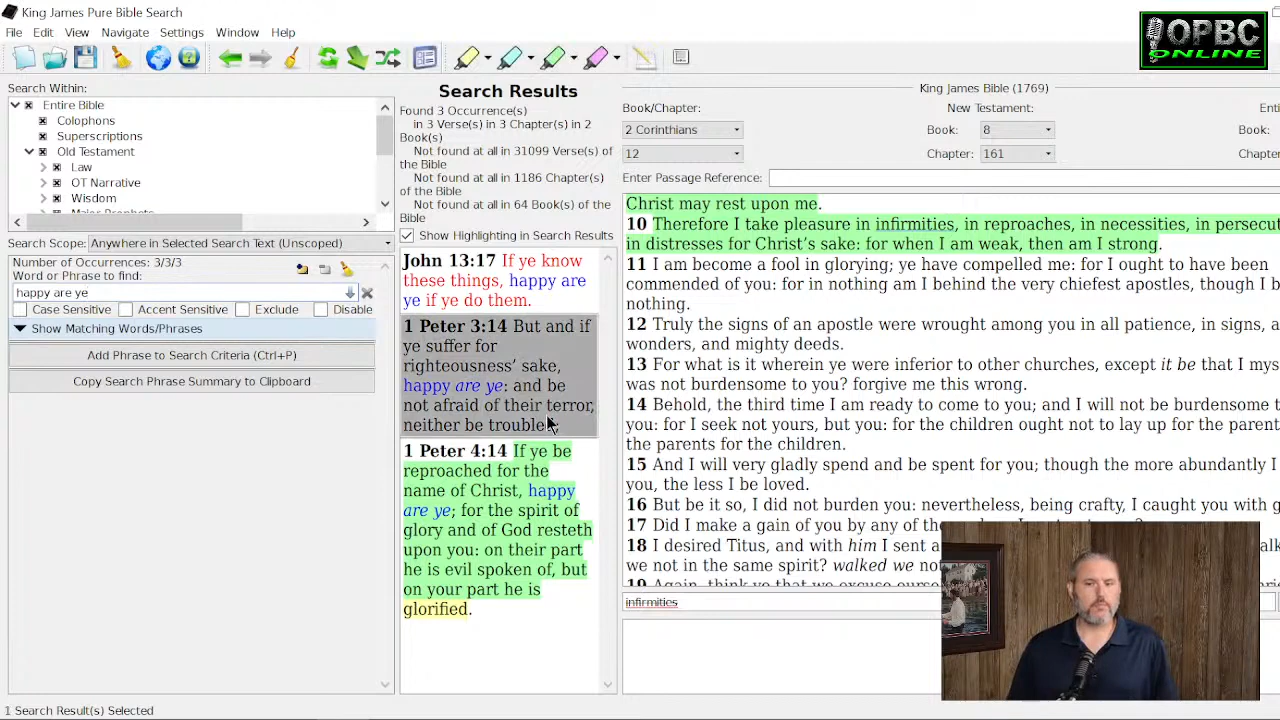 King James Pure Bible Search
File Edit View Navigate Settings Window Help
OPBC
ONLINE
Search Within:
Entire Bible
Colophons
Superscriptions
Old Testament
Law
OT Narrative
Wisdom
Search Scope: Anywhere in Selected Search Text (Unscoped)
Number of Occurrences: 3/3/3
Word or Phrase to find:
happy are ye
Case Sensitive Accent Sensitive Exclude Disable
Show Matching Words/Phrases
Add Phrase to Search Criteria (Ctrl+P)
Copy Search Phrase Summary to Clipboard
Search Results
Found 3 Occurrence(s)
in 3 Verse(s) in 3 Chapter(s) in 2
Book(s)
Not found at all in 31099 Verse(s) of
the Bible
Not found at all in 1186 Chapter(s)
of the Bible
Not found at all in 64 Book(s) of the
Bible
Show Highlighting in Search Results
John 13:17 If ye know
these things, happy are
ye if ye do them.
1 Peter 3:14 But and if
ye suffer for
righteousness’ sake,
happy are ye: and be
not afraid of their terror,
neither be troubled;
1 Peter 4:14 If ye be
reproached for the
name of Christ, happy
are ye; for the spirit of
glory and of God resteth
upon you: on their part
he is evil spoken of, but
on your part he is
glorified.
King James Bible (1769)
Book/Chapter: New Testament:
2 Corinthians Book: 8 Book:
12 Chapter: 161
Enter Passage Reference:
Christ may rest upon me.
10 Therefore I take pleasure in infirmities, in reproaches, in necessities, in
in distresses for Christ’s sake: for when I am weak, then am I strong.
11 I am become a fool in glorying; ye have compelled me: for I ought to have been
commended of you: for in nothing am I behind the very chiefest apostles, though I
nothing.
12 Truly the signs of an apostle were wrought among you in all patience, in signs,
wonders, and mighty deeds.
13 For what is it wherein ye were inferior to other churches, except it be that I
was not burdensome to you? forgive me this wrong.
14 Behold, the third time I am ready to come to you; and I will not be burdensome
you: for I seek not yours, but you: for the children ought not to lay up for the
the parents for the children.
15 And I will very gladly spend and be spent for you; though the more abundantly I
you, the less I be loved.
16 But be it so, I did not burden you: nevertheless, being crafty, I caught you with
17 Did I make a gain of you by any of
18 I desired Titus, and with him I sent
we not in the same spirit? walked we
19 Again, think ye that we excuse
infirmities
1 Search Result(s) Selected